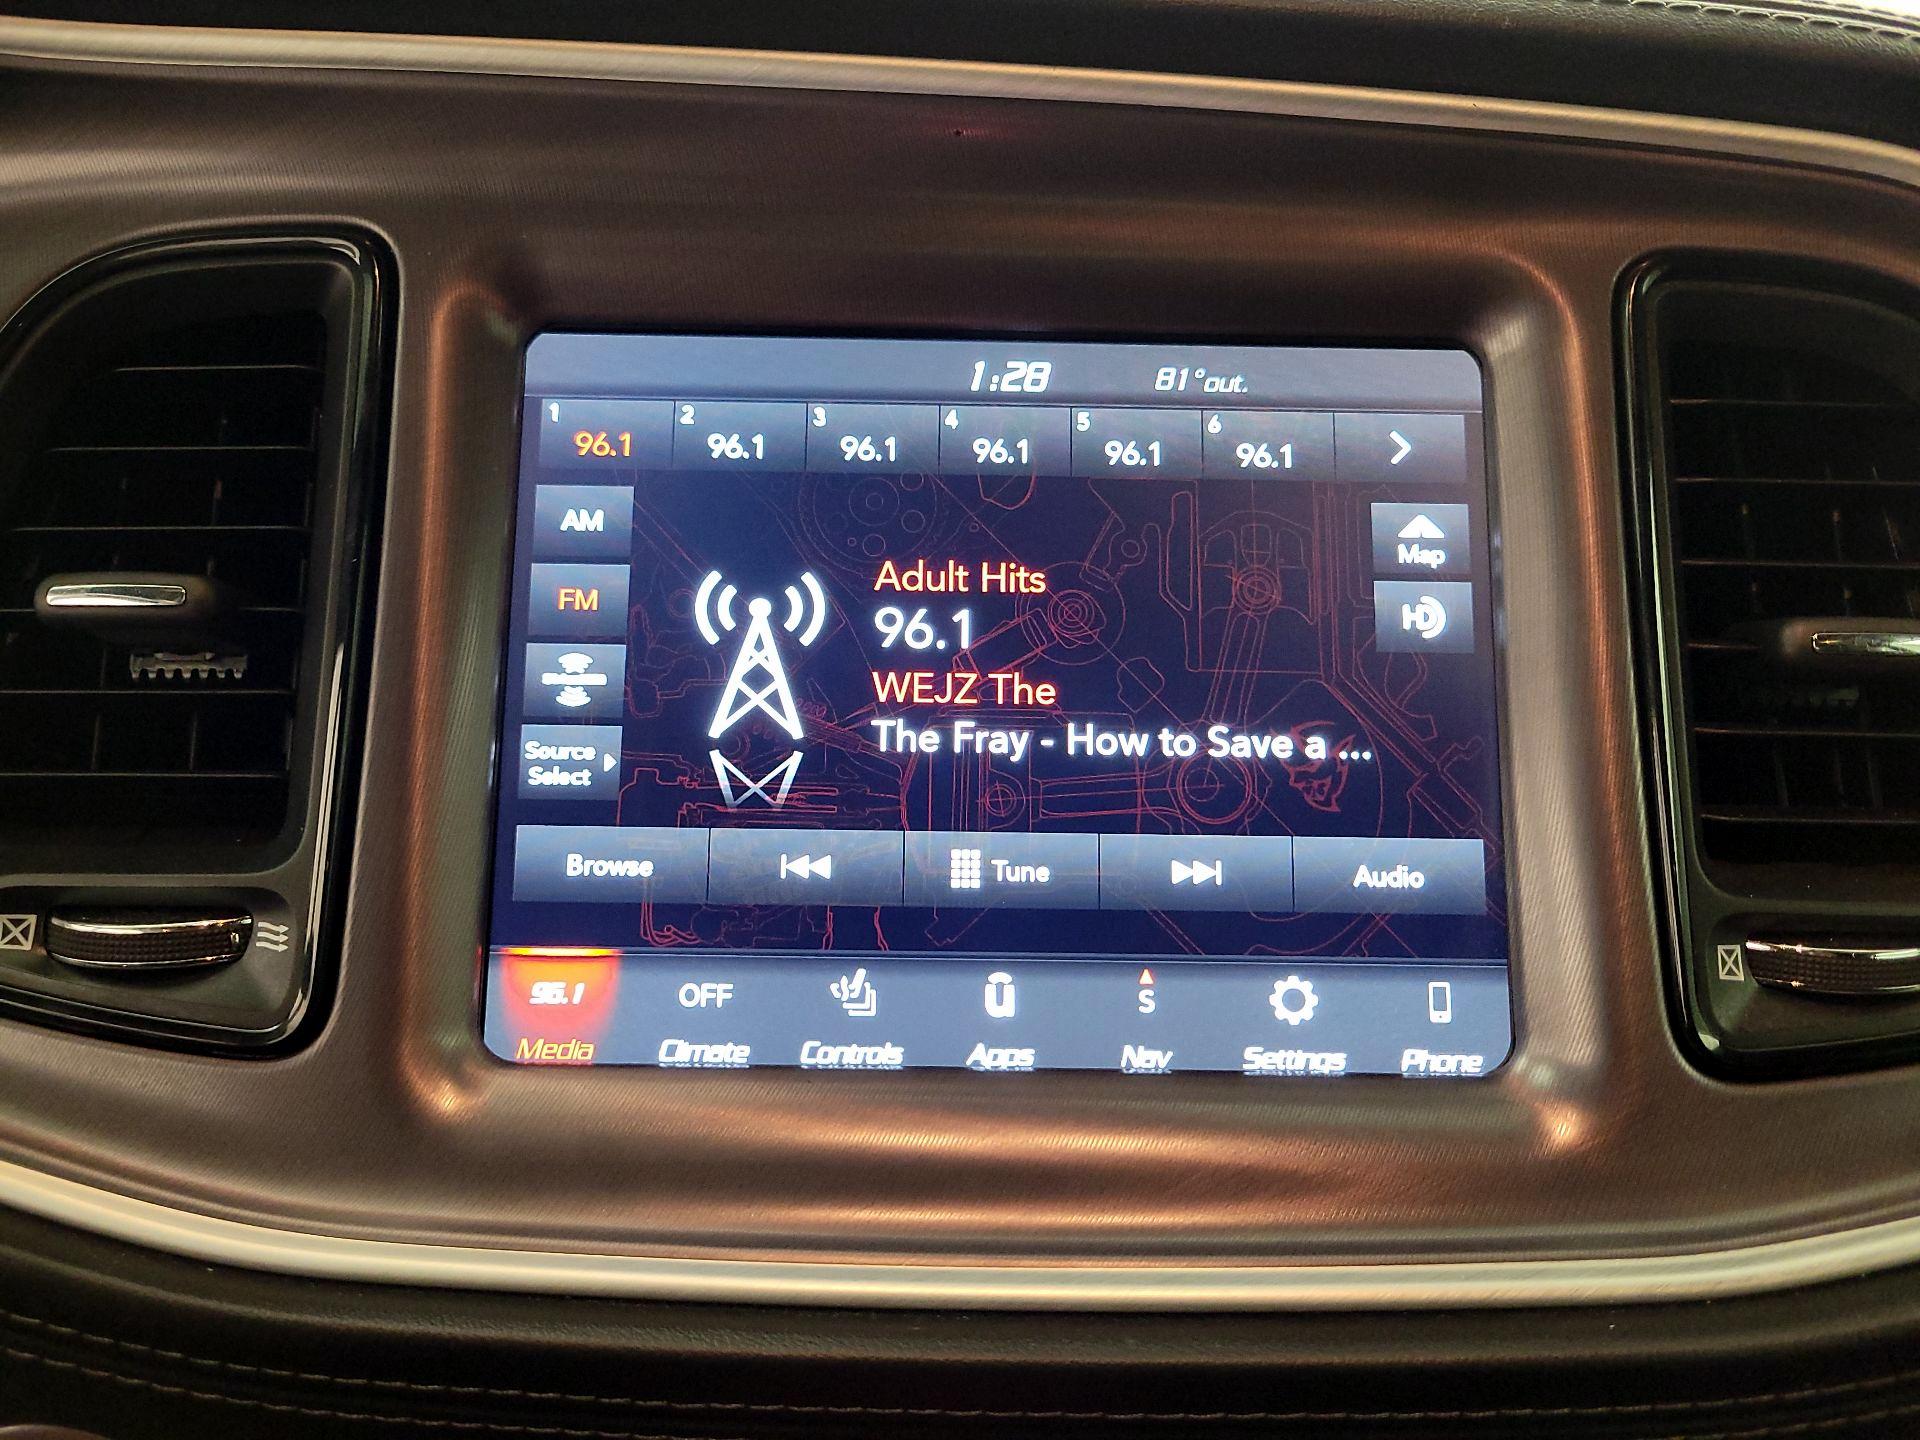 1:28 81°out.
1 2 3 4 5 6
96.1 96.1 96.1 96.1 96.1 96.1
AM
FM
Source
Select
Map
HD
Adult Hits
96.1
WEJZ The
The Fray - How to Save a ...
Browse Tune Audio
96.1 OFF u S
Media Climate Controls Apps Nav Settings Phone